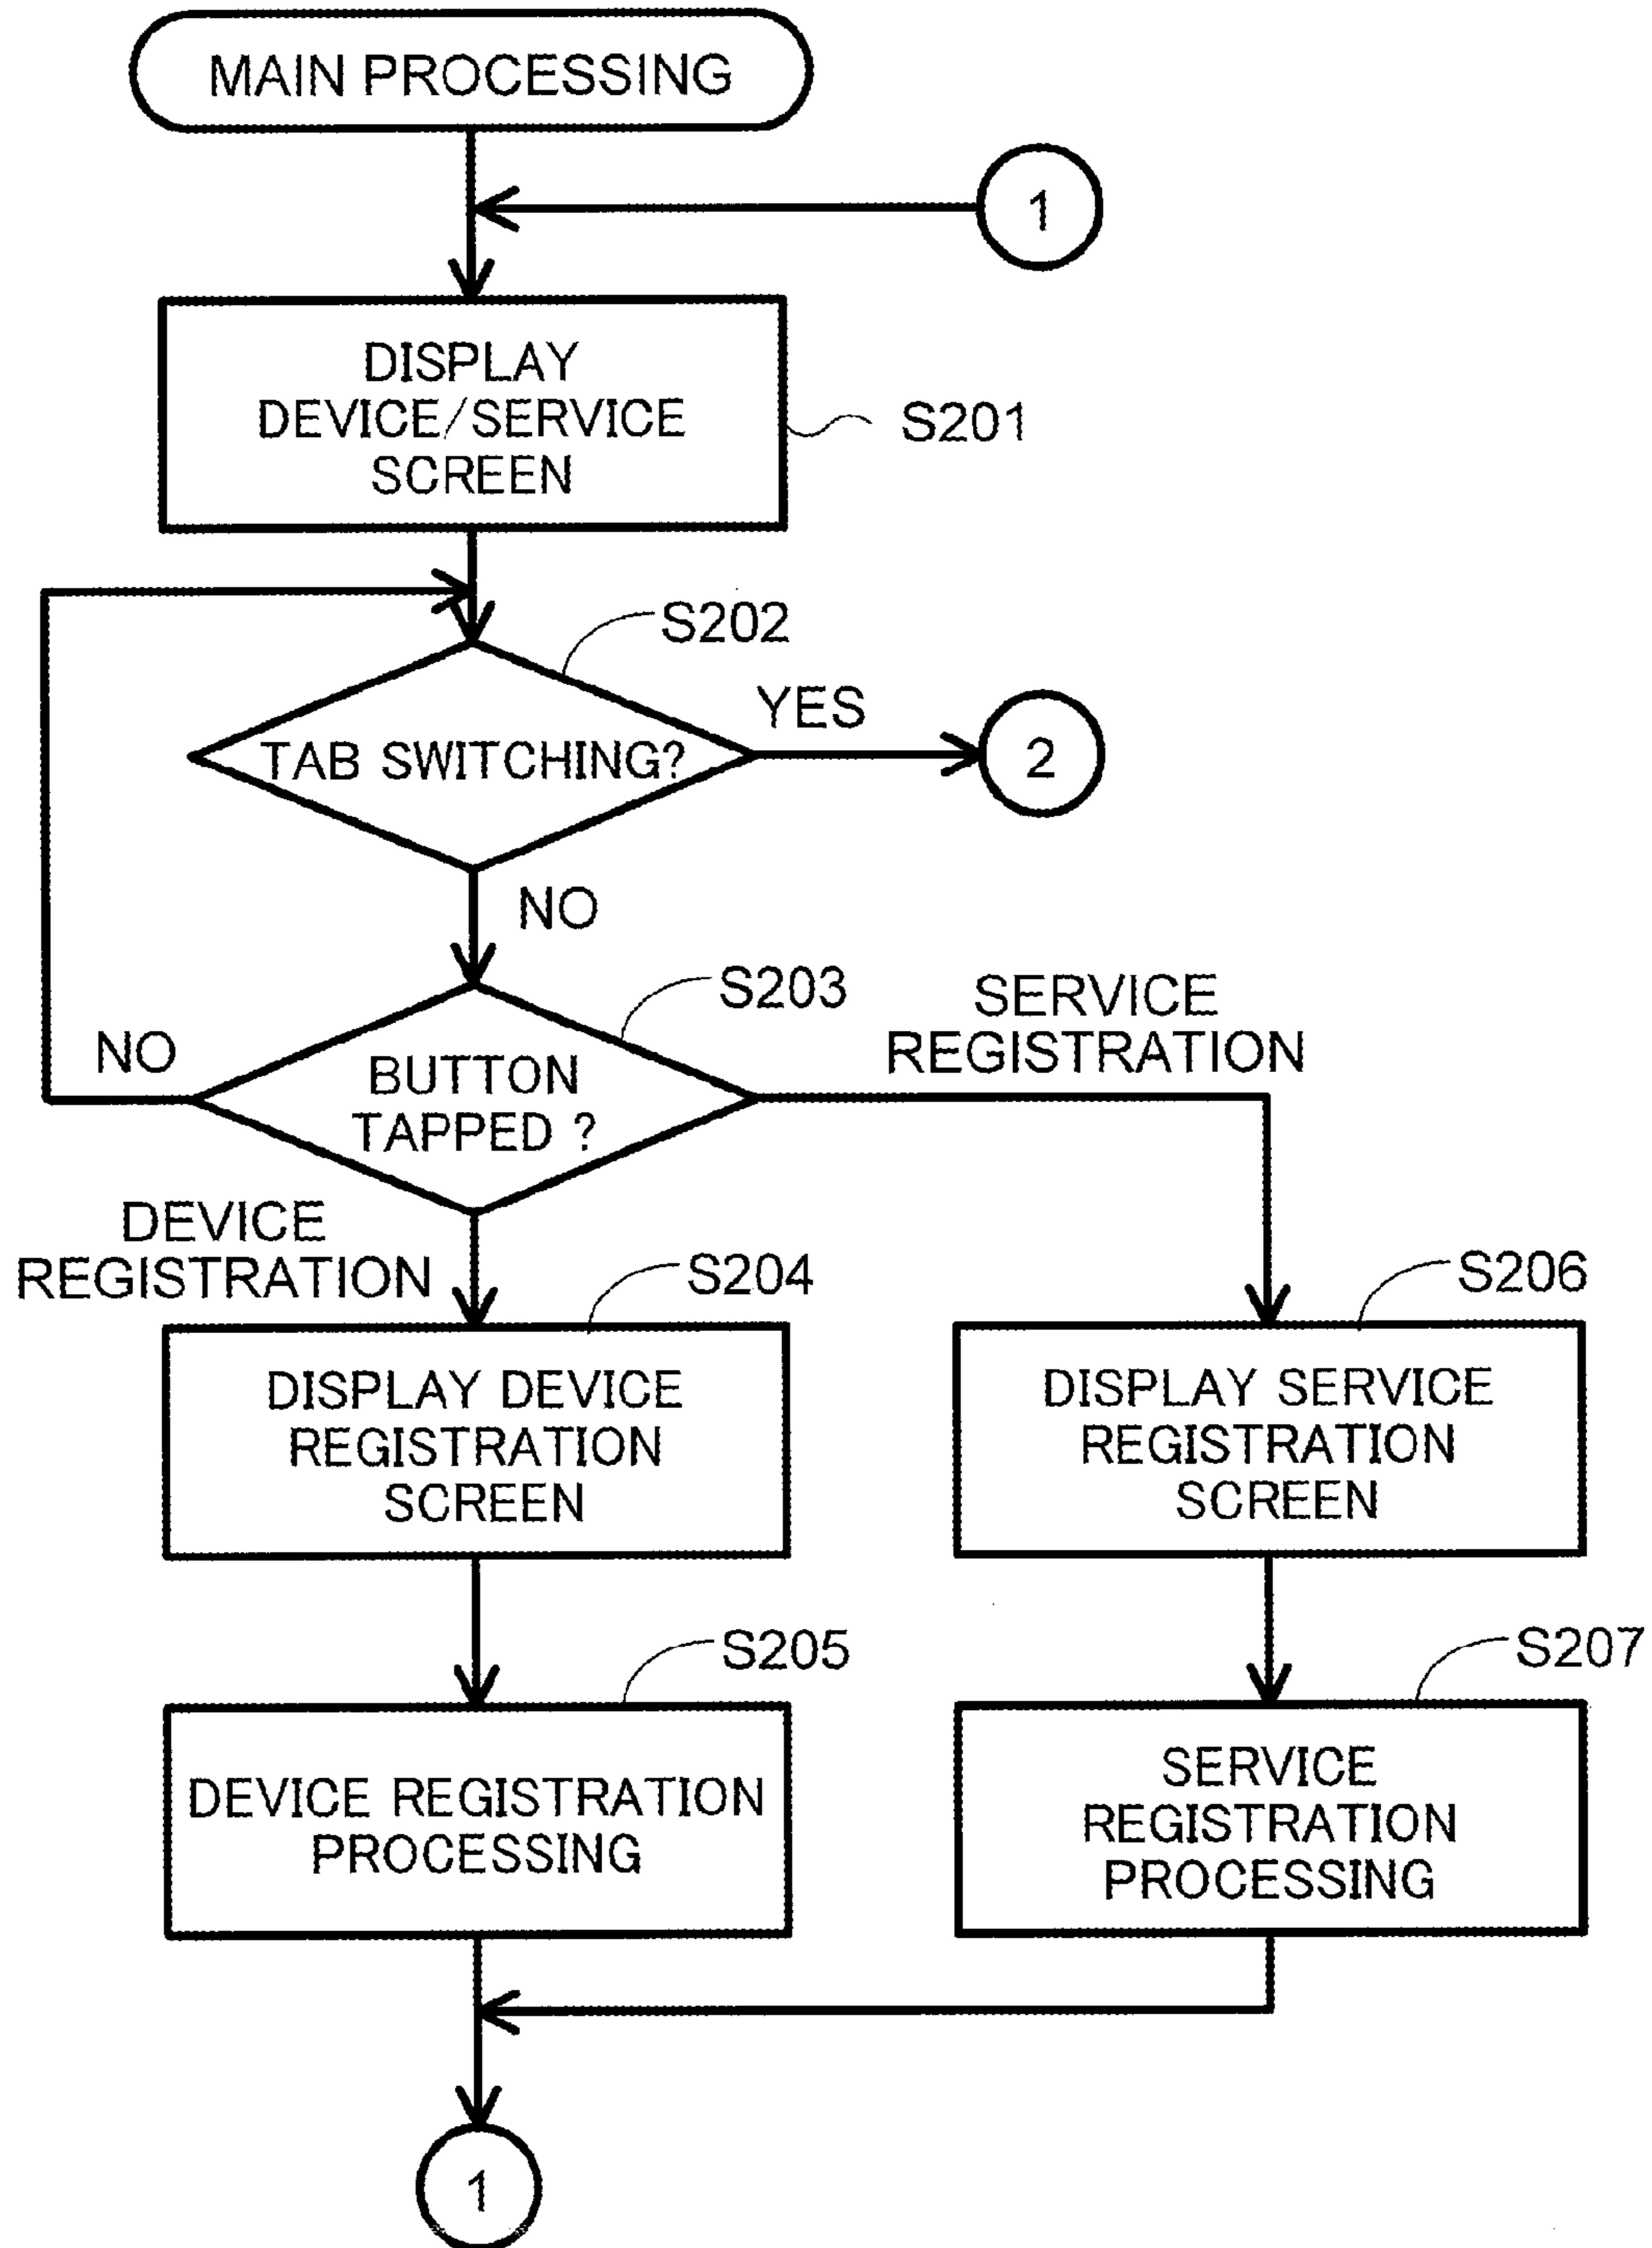 MAIN PROCESSING
1
DISPLAY
DEVICE/SERVICE
SCREEN
S201
S202
TAB SWITCHING?
YES
2
NO
S203
BUTTON
TAPPED ?
NO
SERVICE
REGISTRATION
DEVICE
REGISTRATION
S204
DISPLAY DEVICE
REGISTRATION
SCREEN
S206
DISPLAY SERVICE
REGISTRATION
SCREEN
S205
DEVICE REGISTRATION
PROCESSING
S207
SERVICE
REGISTRATION
PROCESSING
1